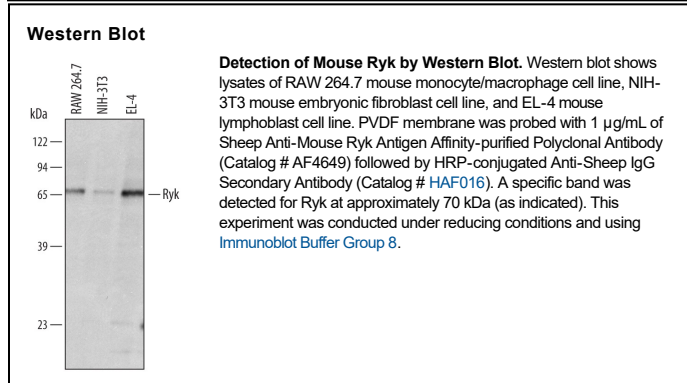 Western Blot
RAW 264.7
NIH-3T3
EL-4
kDa
122
94
65
Ryk
39
23
Detection of Mouse Ryk by Western Blot. Western blot shows
lysates of RAW 264.7 mouse monocyte/macrophage cell line, NIH-
3T3 mouse embryonic fibroblast cell line, and EL-4 mouse
lymphoblast cell line. PVDF membrane was probed with 1 µg/mL of
Sheep Anti-Mouse Ryk Antigen Affinity-purified Polyclonal Antibody
(Catalog # AF4649) followed by HRP-conjugated Anti-Sheep IgG
Secondary Antibody (Catalog # HAF016). A specific band was
detected for Ryk at approximately 70 kDa (as indicated). This
experiment was conducted under reducing conditions and using
Immunoblot Buffer Group 8.